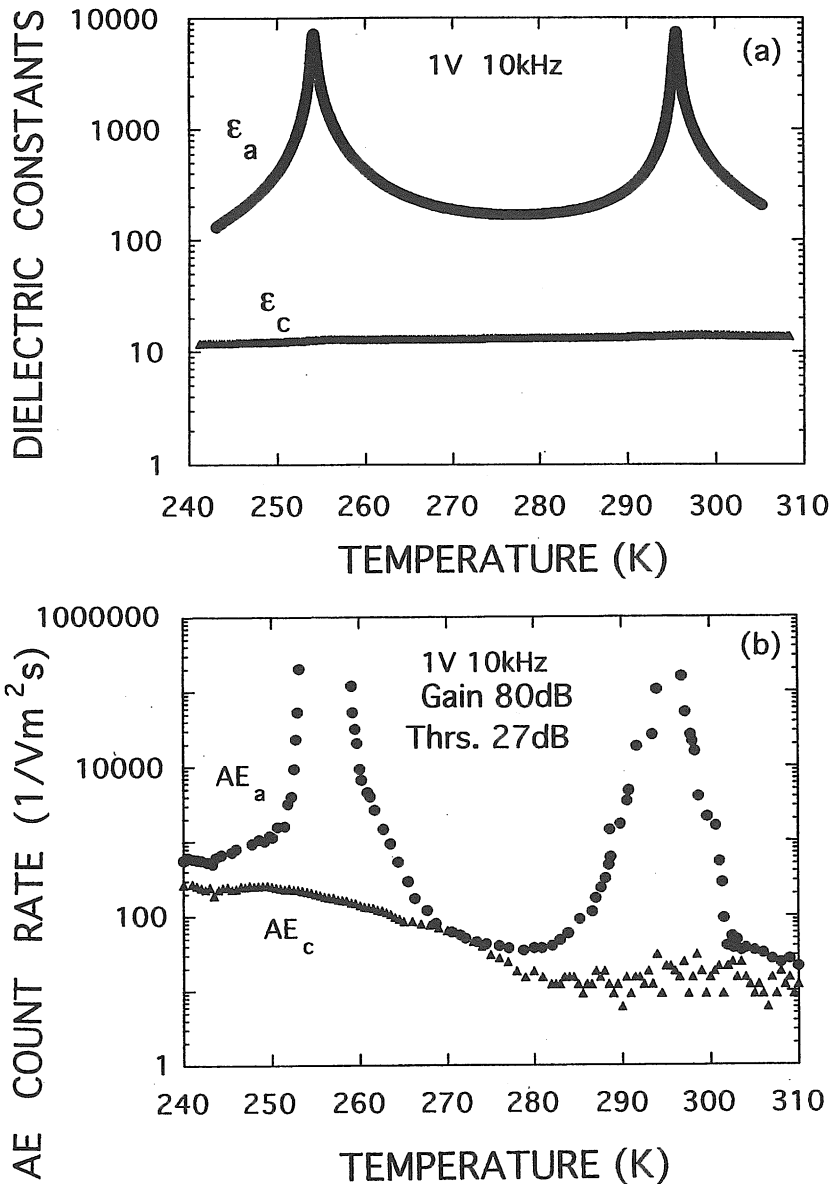 DIELECTRIC CONSTANTS
10000
1000
100
10
1
1V 10kHz
(a)
εa
εc
240 250 260 270 280 290 300 310
TEMPERATURE (K)
AE COUNT RATE (1/Vm²s)
1000000
10000
100
1
(b)
1V 10kHz
Gain 80dB
Thrs. 27dB
AEa
AEc
240 250 260 270 280 290 300 310
TEMPERATURE (K)